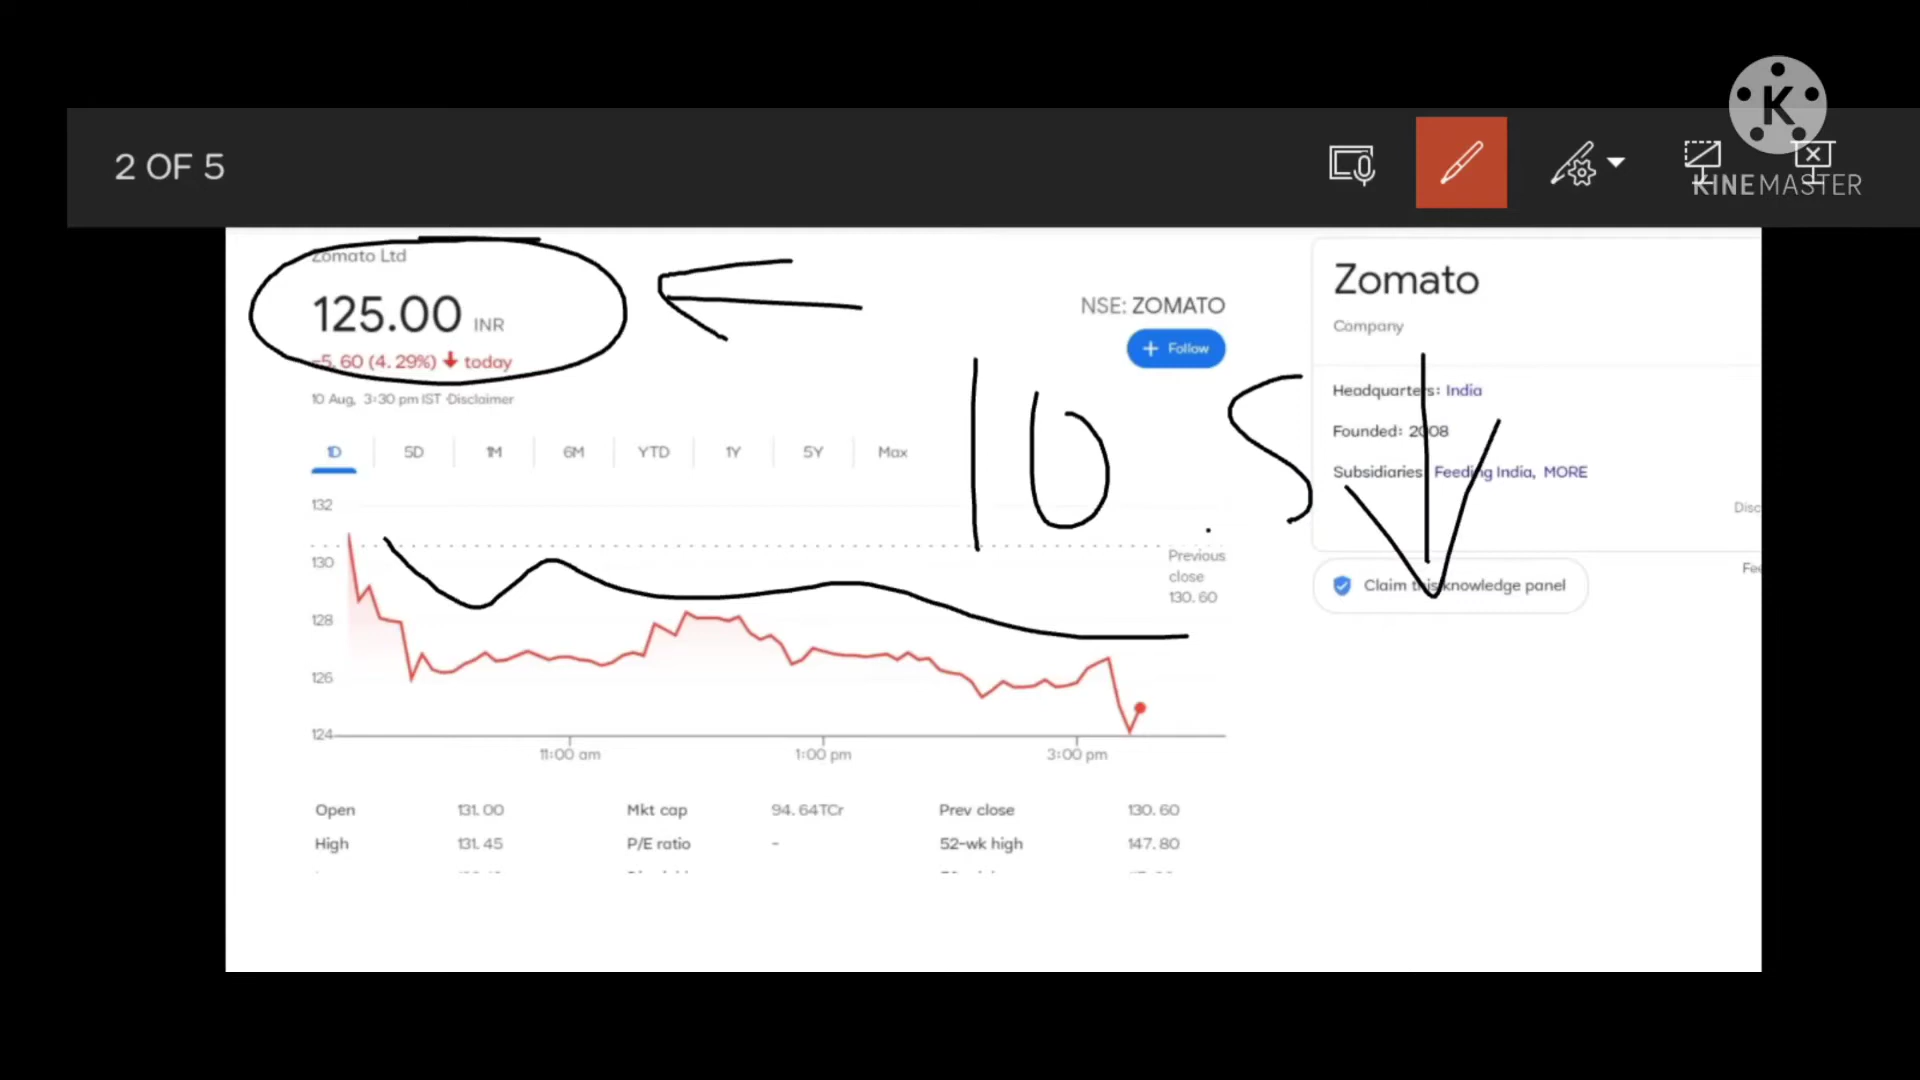 2 OF 5
KINEMASTER
Zomato Ltd
125.00 INR
-5.60 (4.29%) ↓ today
10 Aug, 3:30 pm IST · Disclaimer
NSE: ZOMATO
+ Follow
1D 5D 1M 6M YTD 1Y 5Y Max
10.5
132
130
128
126
124
Previous
close
130.60
11:00 am 1:00 pm 3:00 pm
Open 131.00 Mkt cap 94.64TCr Prev close 130.60
High 131.45 P/E ratio - 52-wk high 147.80
Zomato
Company
Headquarters: India
Founded: 2008
Subsidiaries: Feeding India, MORE
Disc
Claim this knowledge panel
Fee